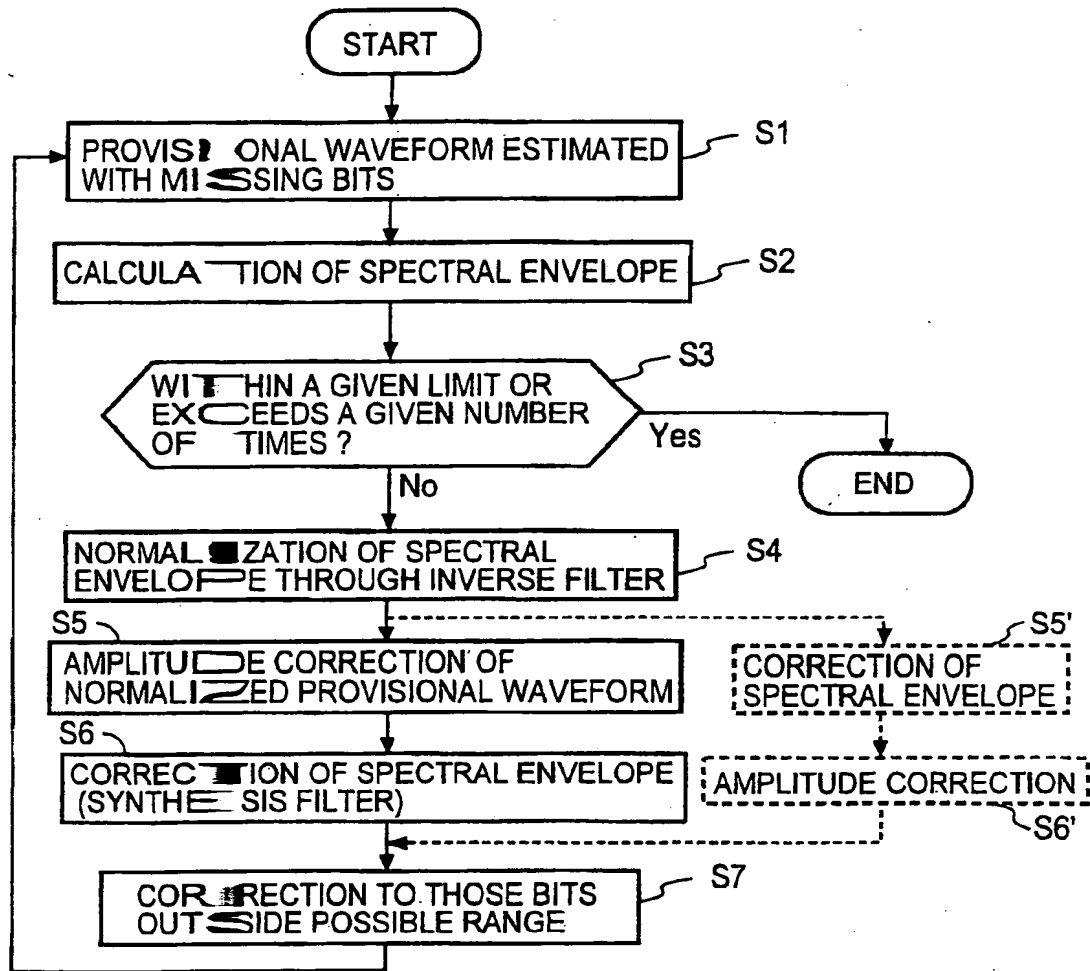 START
PROVISIONAL WAVEFORM ESTIMATED
WITH MISSING BITS
S1
CALCULATION OF SPECTRAL ENVELOPE
S2
S3
WITHIN A GIVEN LIMIT OR
EXCEEDS A GIVEN NUMBER
OF TIMES ?
Yes
END
No
NORMALIZATION OF SPECTRAL
ENVELOPE THROUGH INVERSE FILTER
S4
S5
AMPLITUDE CORRECTION OF
NORMALIZED PROVISIONAL WAVEFORM
S5'
CORRECTION OF
SPECTRAL ENVELOPE
S6
CORRECTION OF SPECTRAL ENVELOPE
(SYNTHESIS FILTER)
AMPLITUDE CORRECTION
S6'
S7
CORRECTION TO THOSE BITS
OUTSIDE POSSIBLE RANGE